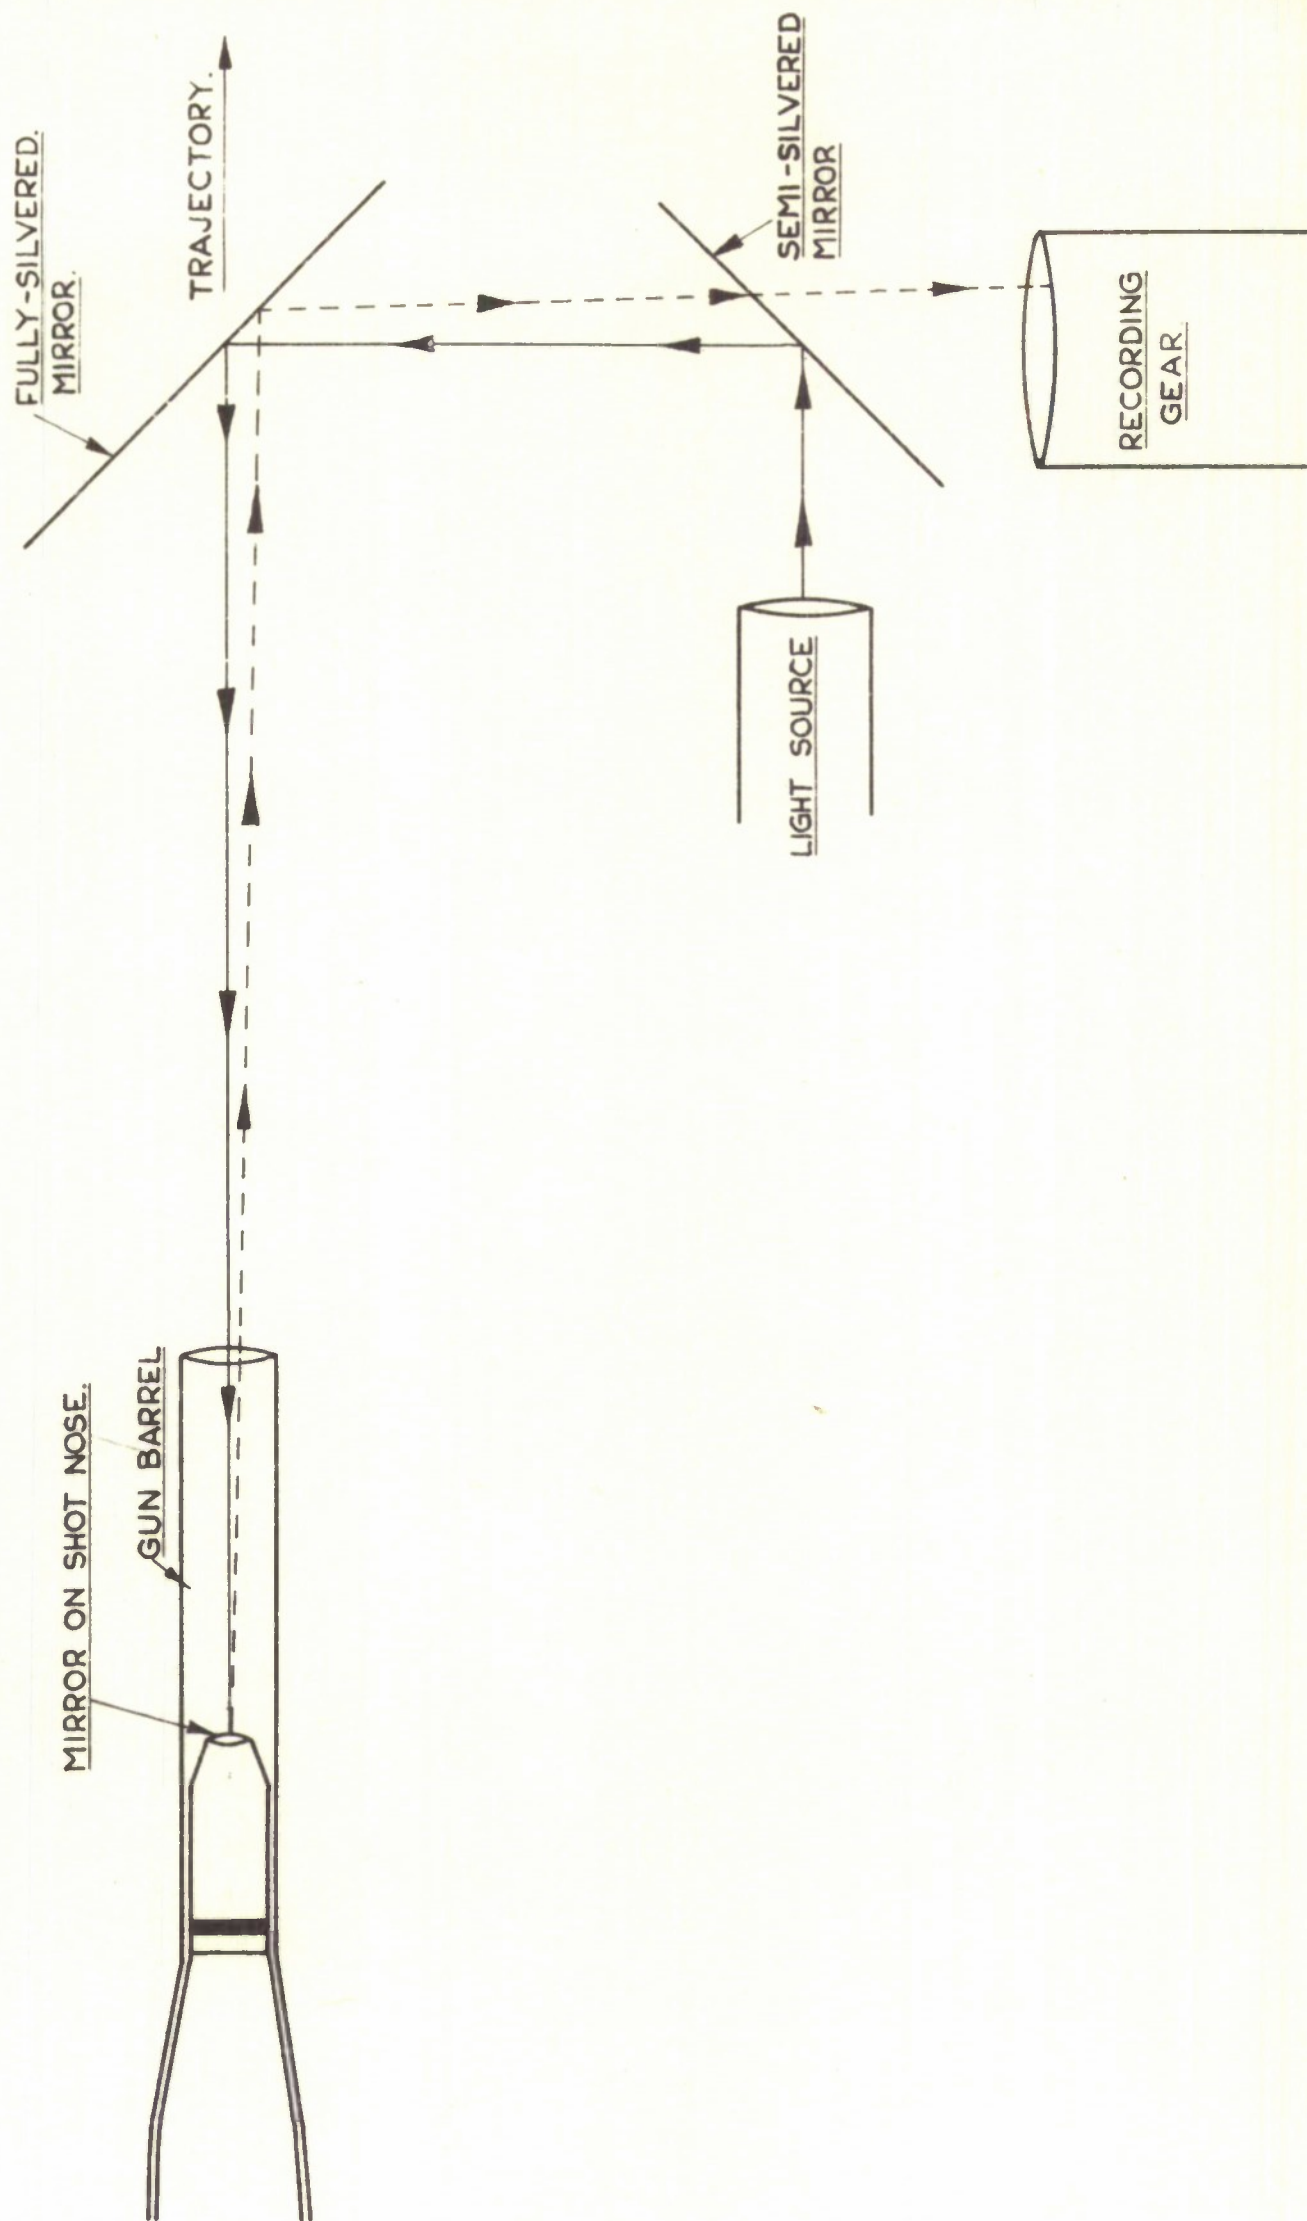 MIRROR ON SHOT NOSE.
GUN BARREL
FULLY-SILVERED.
MIRROR.
TRAJECTORY.
LIGHT SOURCE
SEMI-SILVERED
MIRROR
RECORDING
GEAR